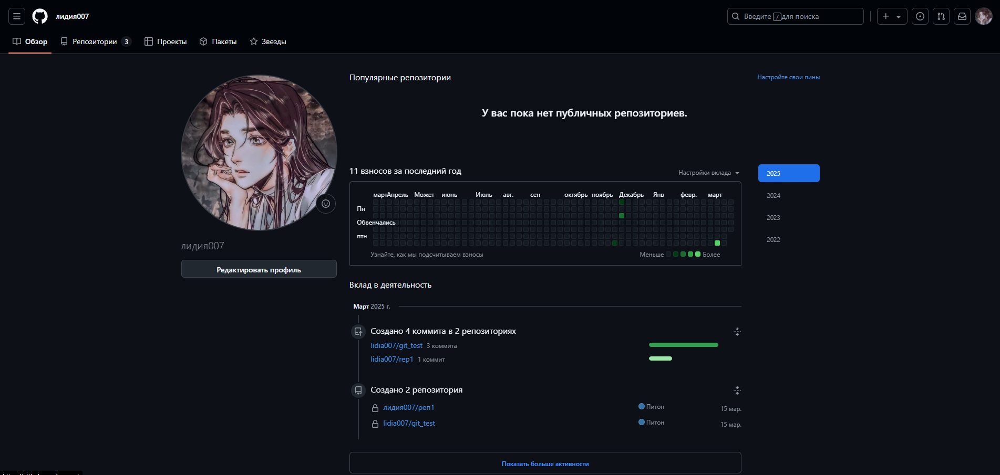 лидия007
Введите / для поиска
Обзор
Репозитории 3
Проекты
Пакеты
Звезды
Популярные репозитории
Настройте свои пины
У вас пока нет публичных репозиториев.
11 взносов за последний год
Настройки вклада
2025
2024
2023
2022
март Апрель Может июнь Июль авг. сен октябрь ноябрь Декабрь Янв февр. март
Пн
Обвенчались
птн
Узнайте, как мы подсчитываем взносы
Меньше Более
лидия007
Редактировать профиль
Вклад в деятельность
Март 2025 г.
Создано 4 коммита в 2 репозиториях
lidia007/git_test 3 коммита
lidia007/rep1 1 коммит
Создано 2 репозитория
лидия007/реп1 Питон 15 мар.
lidia007/git_test Питон 15 мар.
Показать больше активности